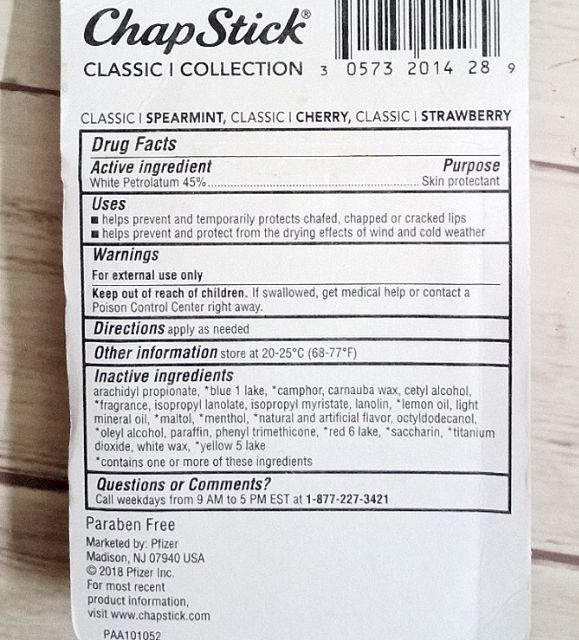 ChapStick®
CLASSIC | COLLECTION
3 0573 2014 28 9
CLASSIC | SPEARMINT, CLASSIC | CHERRY, CLASSIC | STRAWBERRY
Drug Facts
Active ingredient Purpose
White Petrolatum 45%.......................................................... Skin protectant
Uses
■ helps prevent and temporarily protects chafed, chapped or cracked lips
■ helps prevent and protect from the drying effects of wind and cold weather
Warnings
For external use only
Keep out of reach of children. If swallowed, get medical help or contact a
Poison Control Center right away.
Directions apply as needed
Other information store at 20-25°C (68-77°F)
Inactive ingredients
arachidyl propionate, *blue 1 lake, *camphor, carnauba wax, cetyl alcohol,
*fragrance, isopropyl lanolate, isopropyl myristate, lanolin, *lemon oil, light
mineral oil, *maltol, *menthol, *natural and artificial flavor, octyldodecanol,
*oleyl alcohol, paraffin, phenyl trimethicone, *red 6 lake, *saccharin, *titanium
dioxide, white wax, *yellow 5 lake
*contains one or more of these ingredients
Questions or Comments?
Call weekdays from 9 AM to 5 PM EST at 1-877-227-3421
Paraben Free
Marketed by: Pfizer
Madison, NJ 07940 USA
© 2018 Pfizer Inc.
For most recent
product information,
visit www.chapstick.com
PAA101052